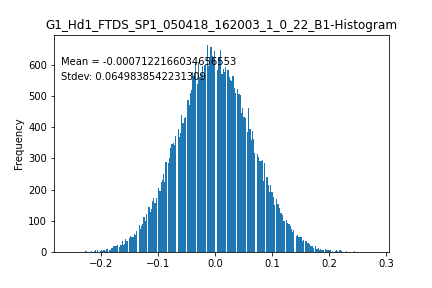 G1_Hd1_FTDS_SP1_050418_162003_1_0_22_B1-Histogram
Mean = -0.0007122166034656553
Stdev: 0.0649838542231309
Frequency
600
500
400
300
200
100
0
−0.2 −0.1 0.0 0.1 0.2 0.3